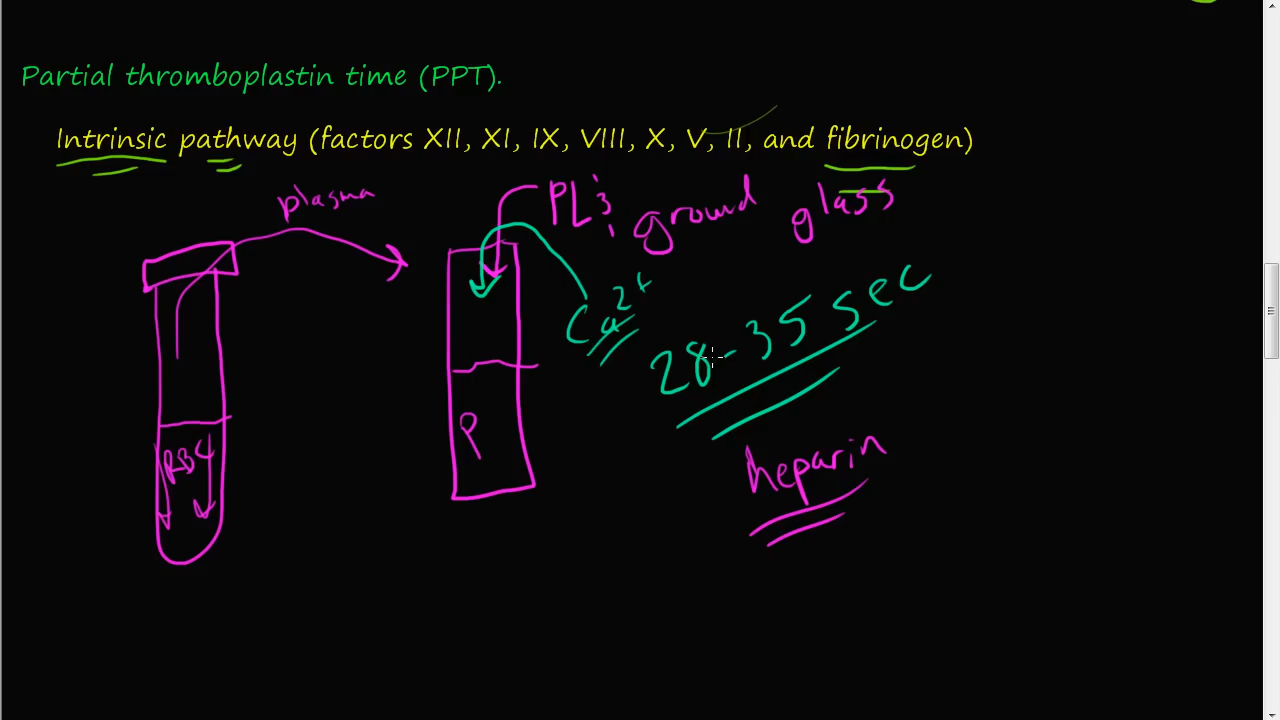 Partial thromboplastin time (PPT).
Intrinsic pathway (factors XII, XI, IX, VIII, X, V, II, and fibrinogen)
plasma
PL's, ground glass
Ca2+
28-35 sec
RBC
P
heparin